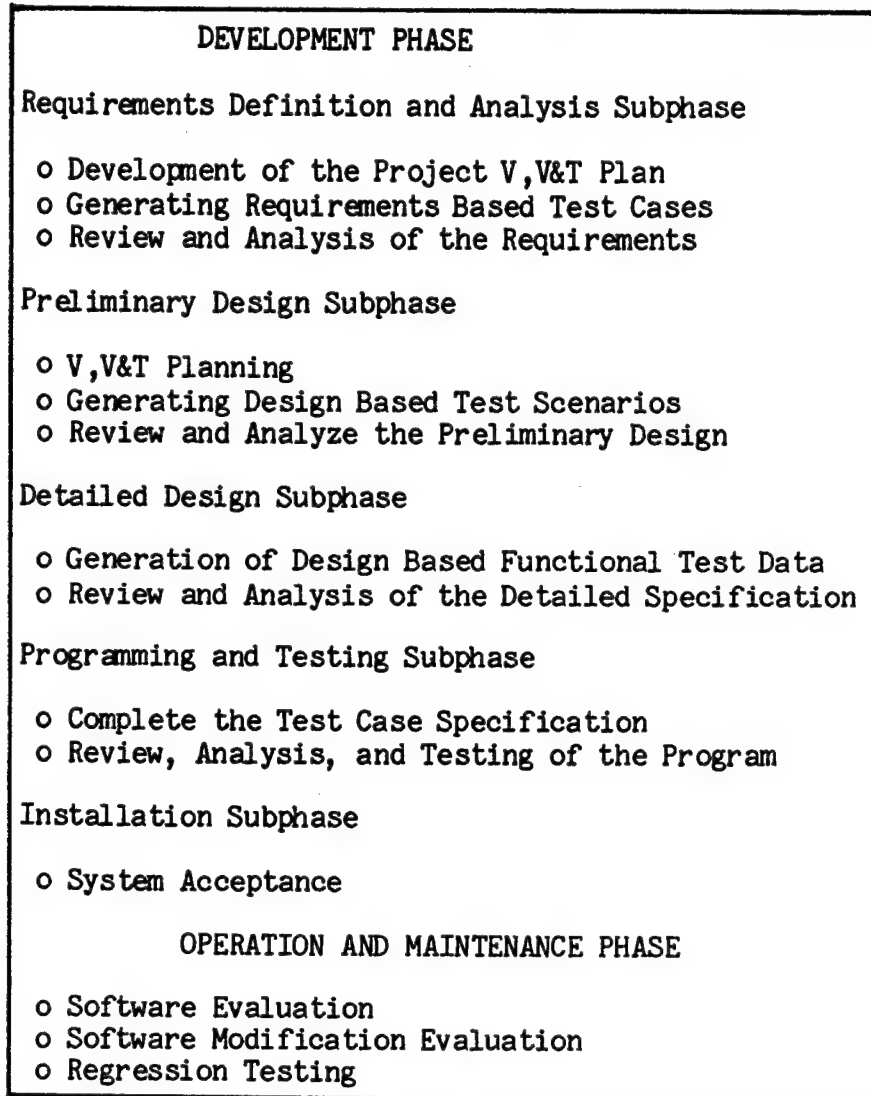 DEVELOPMENT PHASE
Requirements Definition and Analysis Subphase
o Development of the Project V,V&T Plan
o Generating Requirements Based Test Cases
o Review and Analysis of the Requirements
Preliminary Design Subphase
o V,V&T Planning
o Generating Design Based Test Scenarios
o Review and Analyze the Preliminary Design
Detailed Design Subphase
o Generation of Design Based Functional Test Data
o Review and Analysis of the Detailed Specification
Programming and Testing Subphase
o Complete the Test Case Specification
o Review, Analysis, and Testing of the Program
Installation Subphase
o System Acceptance
OPERATION AND MAINTENANCE PHASE
o Software Evaluation
o Software Modification Evaluation
o Regression Testing